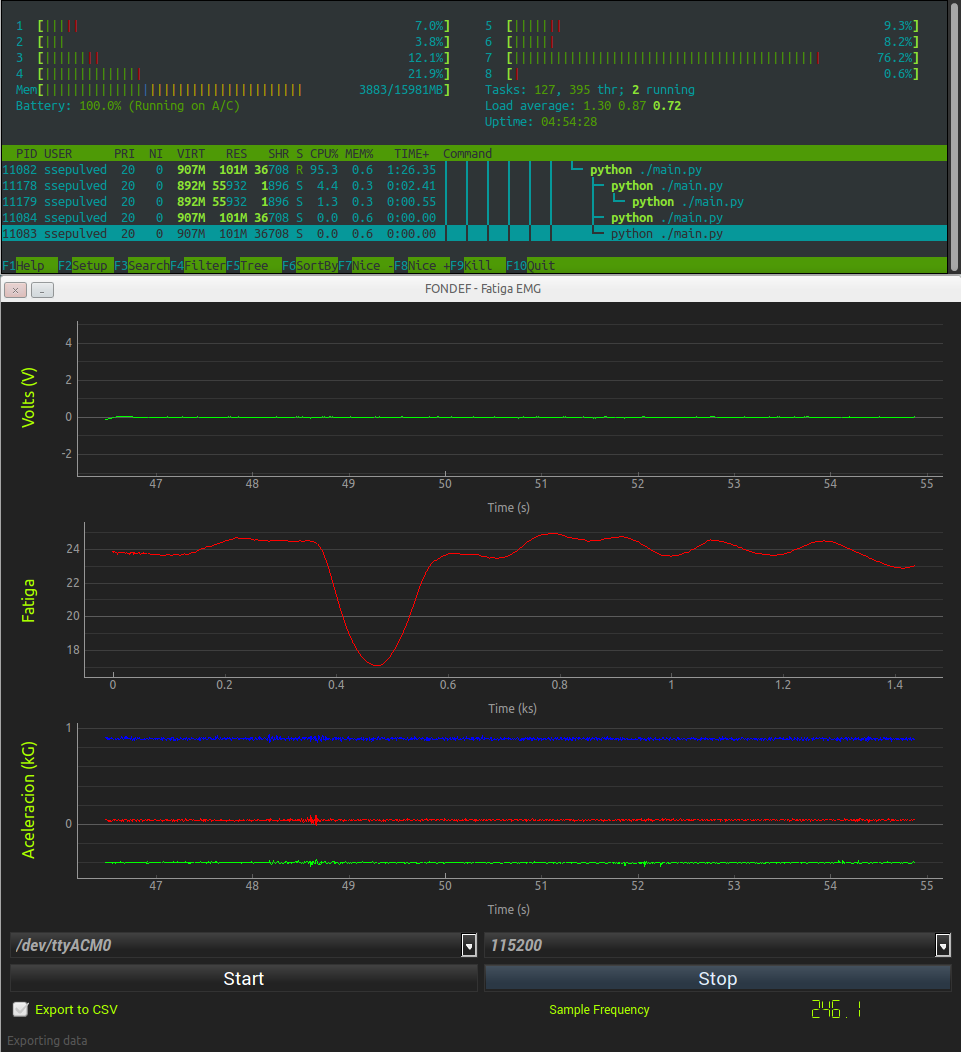 1 [||||| 7.0%] 5 [||||||| 9.3%]
2 [||| 3.8%] 6 [|||||| 8.2%]
3 [|||||||| 12.1%] 7 [||||||||||||||||||||||||||||||||||||||||||||| 76.2%]
4 [|||||||||||||| 21.9%] 8 [| 0.6%]
Mem[||||||||||||||||||||||||||||||||||||| 3883/15981MB] Tasks: 127, 395 thr; 2 running
Battery: 100.0% (Running on A/C) Load average: 1.30 0.87 0.72
Uptime: 04:54:28
PID USER PRI NI VIRT RES SHR S CPU% MEM% TIME+ Command
11082 ssepulved 20 0 907M 101M 36708 R 95.3 0.6 1:26.35 python ./main.py
11178 ssepulved 20 0 892M 55932 1896 S 4.4 0.3 0:02.41 python ./main.py
11179 ssepulved 20 0 892M 55932 1896 S 1.3 0.3 0:00.55 python ./main.py
11084 ssepulved 20 0 907M 101M 36708 S 0.0 0.6 0:00.00 python ./main.py
11083 ssepulved 20 0 907M 101M 36708 S 0.0 0.6 0:00.00 python ./main.py
F1Help F2Setup F3SearchF4FilterF5Tree F6SortByF7Nice -F8Nice +F9Kill F10Quit
FONDEF - Fatiga EMG
Volts (V)
4
2
0
-2
47 48 49 50 51 52 53 54 55
Time (s)
Fatiga
24
22
20
18
0 0.2 0.4 0.6 0.8 1 1.2 1.4
Time (ks)
Aceleracion (kG)
1
0
47 48 49 50 51 52 53 54 55
Time (s)
/dev/ttyACM0 115200
Start Stop
Export to CSV Sample Frequency 246.1
Exporting data